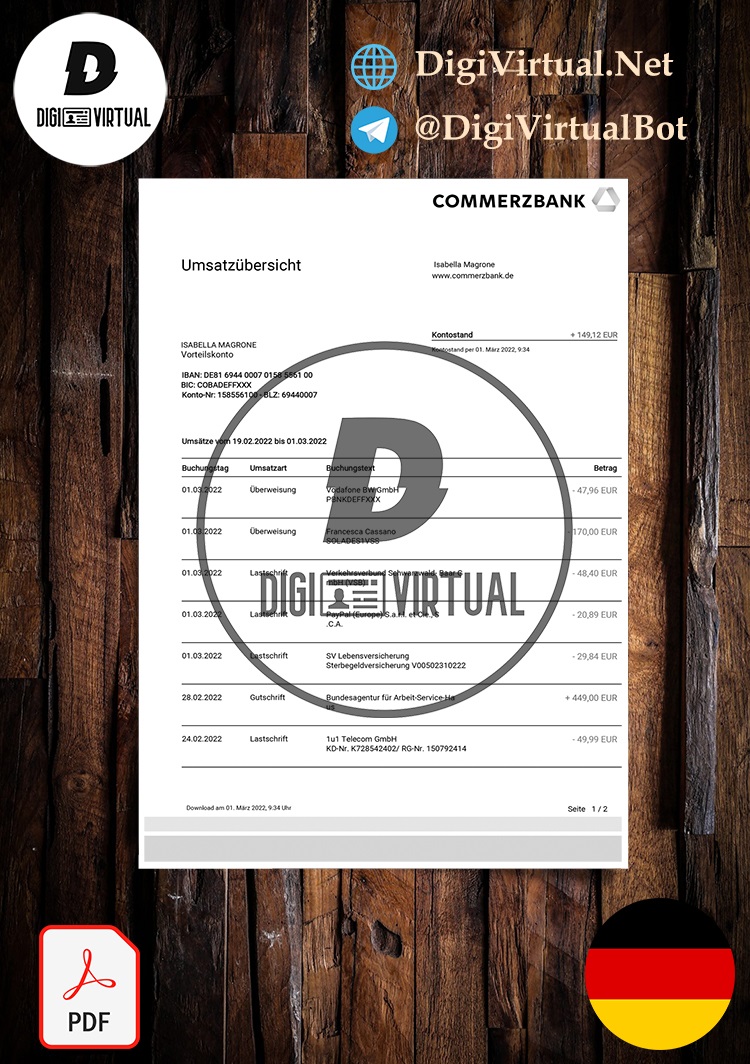 D
DIGI VIRTUAL
DigiVirtual.Net
@DigiVirtualBot
COMMERZBANK
Umsatzübersicht
Isabella Magrone
www.commerzbank.de
Kontostand + 149,12 EUR
Kontostand per 01. März 2022, 9:34
ISABELLA MAGRONE
Vorteilskonto
IBAN: DE81 6944 0007 0158 5561 00
BIC: COBADEFFXXX
Konto-Nr: 158556100 - BLZ: 69440007
Umsätze vom 19.02.2022 bis 01.03.2022
Buchungstag Umsatzart Buchungstext Betrag
01.03.2022 Überweisung Vodafone BW GmbH - 47,96 EUR
PBNKDEFFXXX
01.03.2022 Überweisung Francesca Cassano - 170,00 EUR
SOLADES1VSS
01.03.2022 Lastschrift Verkehrsverbund Schwarzwald- Baar G - 48,40 EUR
mbH (VSB)
01.03.2022 Lastschrift PayPal (Europe) S.a.r.l. et Cie., S - 20,89 EUR
.C.A.
01.03.2022 Lastschrift SV Lebensversicherung - 29,84 EUR
Sterbegeldversicherung V00502310222
28.02.2022 Gutschrift Bundesagentur für Arbeit-Service-Ha + 449,00 EUR
us
24.02.2022 Lastschrift 1u1 Telecom GmbH - 49,99 EUR
KD-Nr. K728542402/ RG-Nr. 150792414
D
DIGI VIRTUAL
Download am 01. März 2022, 9:34 Uhr
Seite 1 / 2
PDF